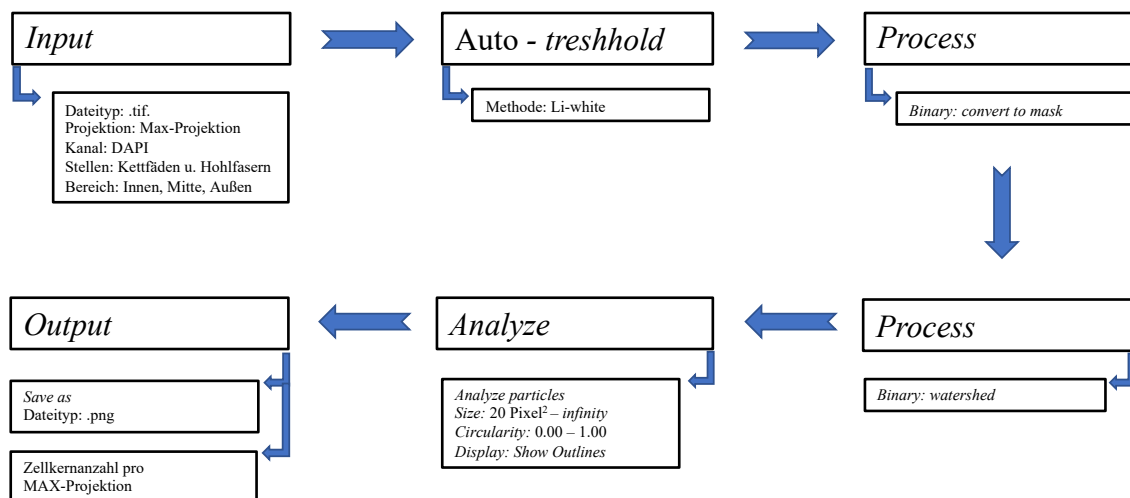 Input
Dateityp: .tif.
Projektion: Max-Projektion
Kanal: DAPI
Stellen: Kettfäden u. Hohlfasern
Bereich: Innen, Mitte, Außen
Auto - treshhold
Methode: Li-white
Process
Binary: convert to mask
Process
Binary: watershed
Analyze
Analyze particles
Size: 20 Pixel² – infinity
Circularity: 0.00 – 1.00
Display: Show Outlines
Output
Save as
Dateityp: .png
Zellkernanzahl pro
MAX-Projektion